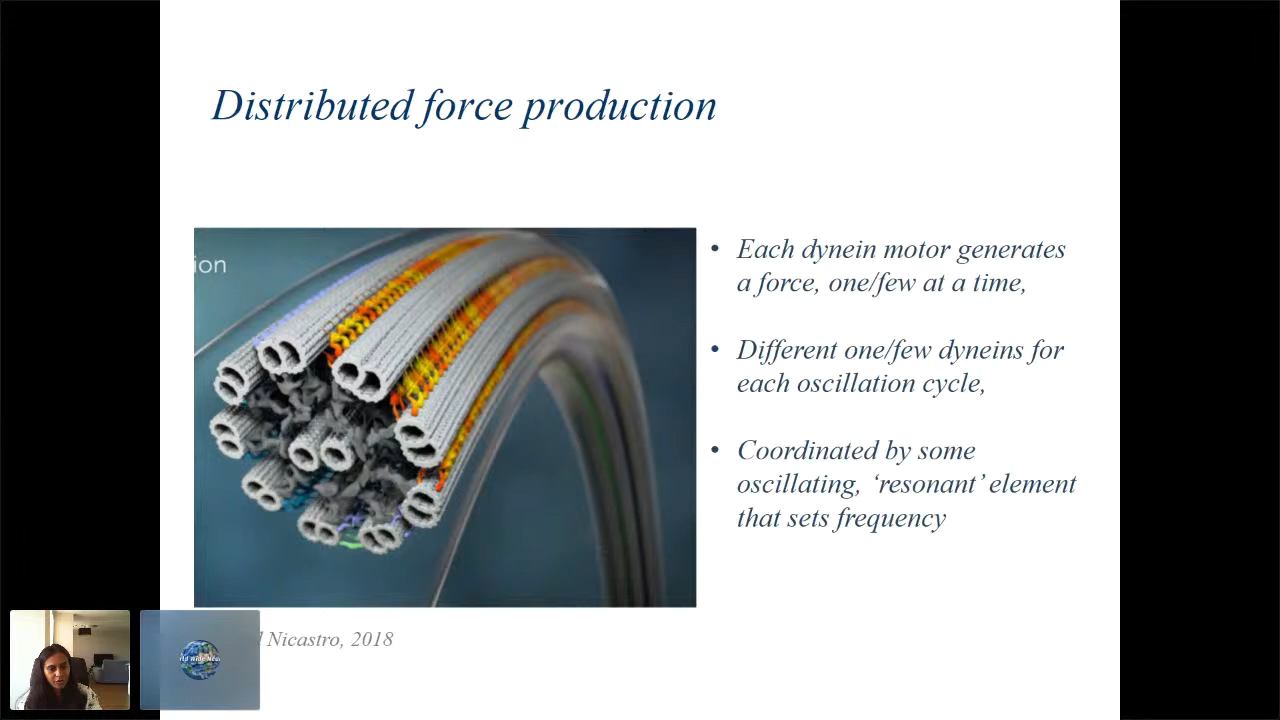 Distributed force production
ion
• Each dynein motor generates
a force, one/few at a time,
• Different one/few dyneins for
each oscillation cycle,
• Coordinated by some
oscillating, ‘resonant’ element
that sets frequency
Nicastro, 2018
Wide